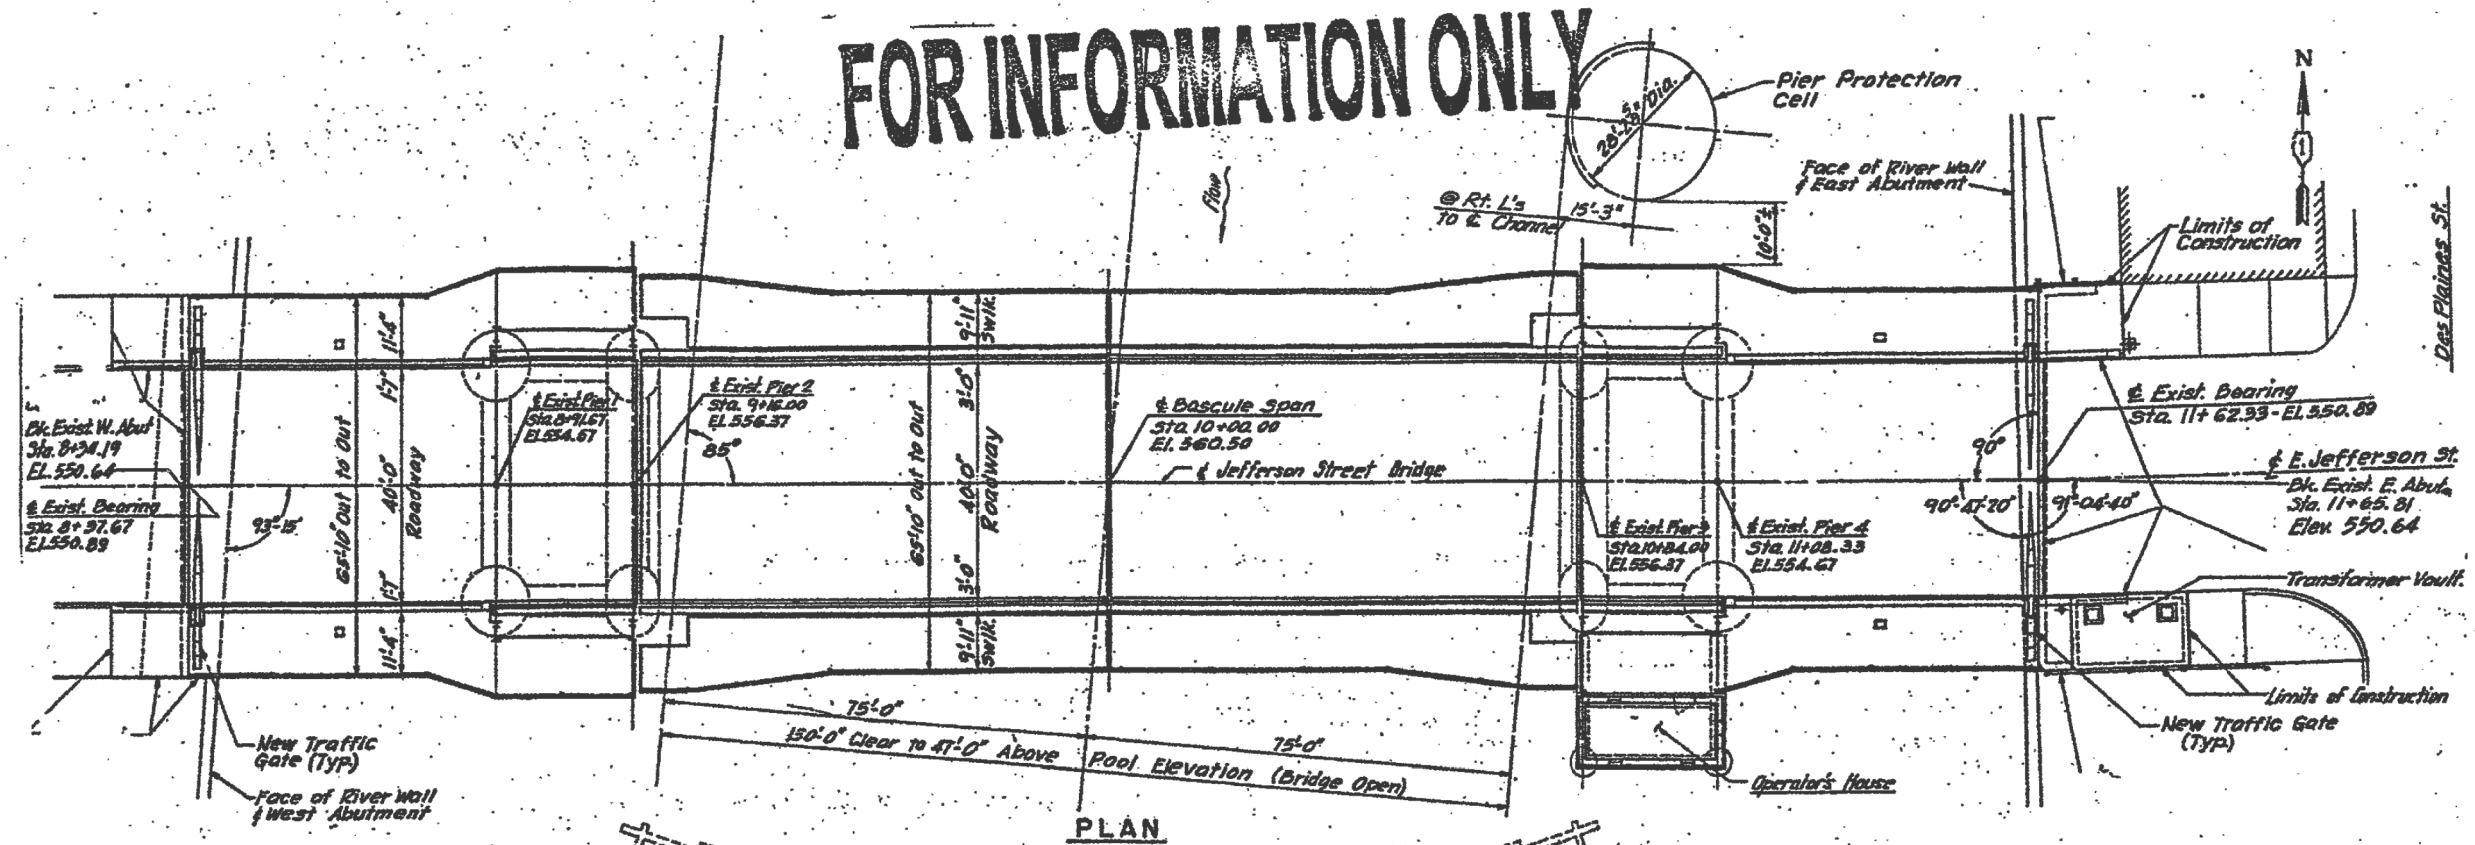 FOR INFORMATION ONLY
28'-2⅝" Dia.
Pier Protection
Cell
N
1
Flow
@ Rt. L's
to ℄ Channel
15'-3"
10'-0"±
Face of River Wall
& East Abutment
Limits of
Construction
Des Plaines St.
11'-4"
1'-7"
65'-10" Out to Out
40'-0"
Roadway
1'-7"
11'-4"
9'-11"
Swlk.
3'-0"
65'-10" Out to Out
40'-0"
Roadway
3'-0"
9'-11"
Swlk.
Bk. Exist. W. Abut
Sta. 8+34.19
EL. 550.64
℄ Exist. Bearing
Sta. 8+37.67
El. 550.89
93°-15'
℄ Exist. Pier 1
Sta. 8+91.67
El. 554.67
℄ Exist. Pier 2
Sta. 9+16.00
El. 556.37
85°
℄ Bascule Span
Sta. 10+00.00
El. 560.50
℄ Jefferson Street Bridge
℄ Exist. Pier 3
Sta. 10+84.00
El. 556.37
℄ Exist. Pier 4
Sta. 11+08.33
El. 554.67
90°
90°-47'-20"
91°-04'-40"
℄ Exist. Bearing
Sta. 11+62.33 - EL. 550.89
℄ E. Jefferson St.
Bk. Exist. E. Abut.
Sta. 11+65.81
Elev. 550.64
Transformer Vault.
Limits of Construction
New Traffic Gate
(Typ.)
New Traffic
Gate (Typ.)
Face of River Wall
& West Abutment
75'-0"
75'-0"
150'-0" Clear to 47'-0" Above Pool Elevation (Bridge Open)
Operator's House
PLAN